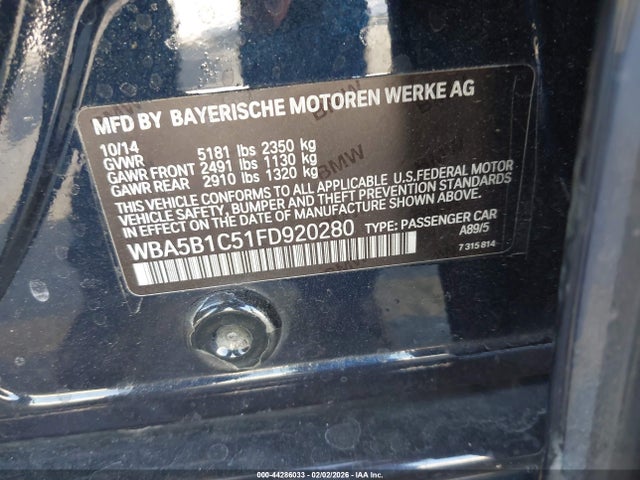 MFD BY BAYERISCHE MOTOREN WERKE AG
10/14
GVWR 5181 lbs 2350 kg
GAWR FRONT 2491 lbs 1130 kg
GAWR REAR 2910 lbs 1320 kg
THIS VEHICLE CONFORMS TO ALL APPLICABLE U.S.FEDERAL MOTOR
VEHICLE SAFETY, BUMPER AND THEFT PREVENTION STANDARDS
IN EFFECT ON THE DATE OF MANUFACTURE SHOWN ABOVE.
WBA5B1C51FD920280 TYPE: PASSENGER CAR
A89/5
7 315 814
BMW
000-44286033 - 02/02/2026 - IAAI.COM